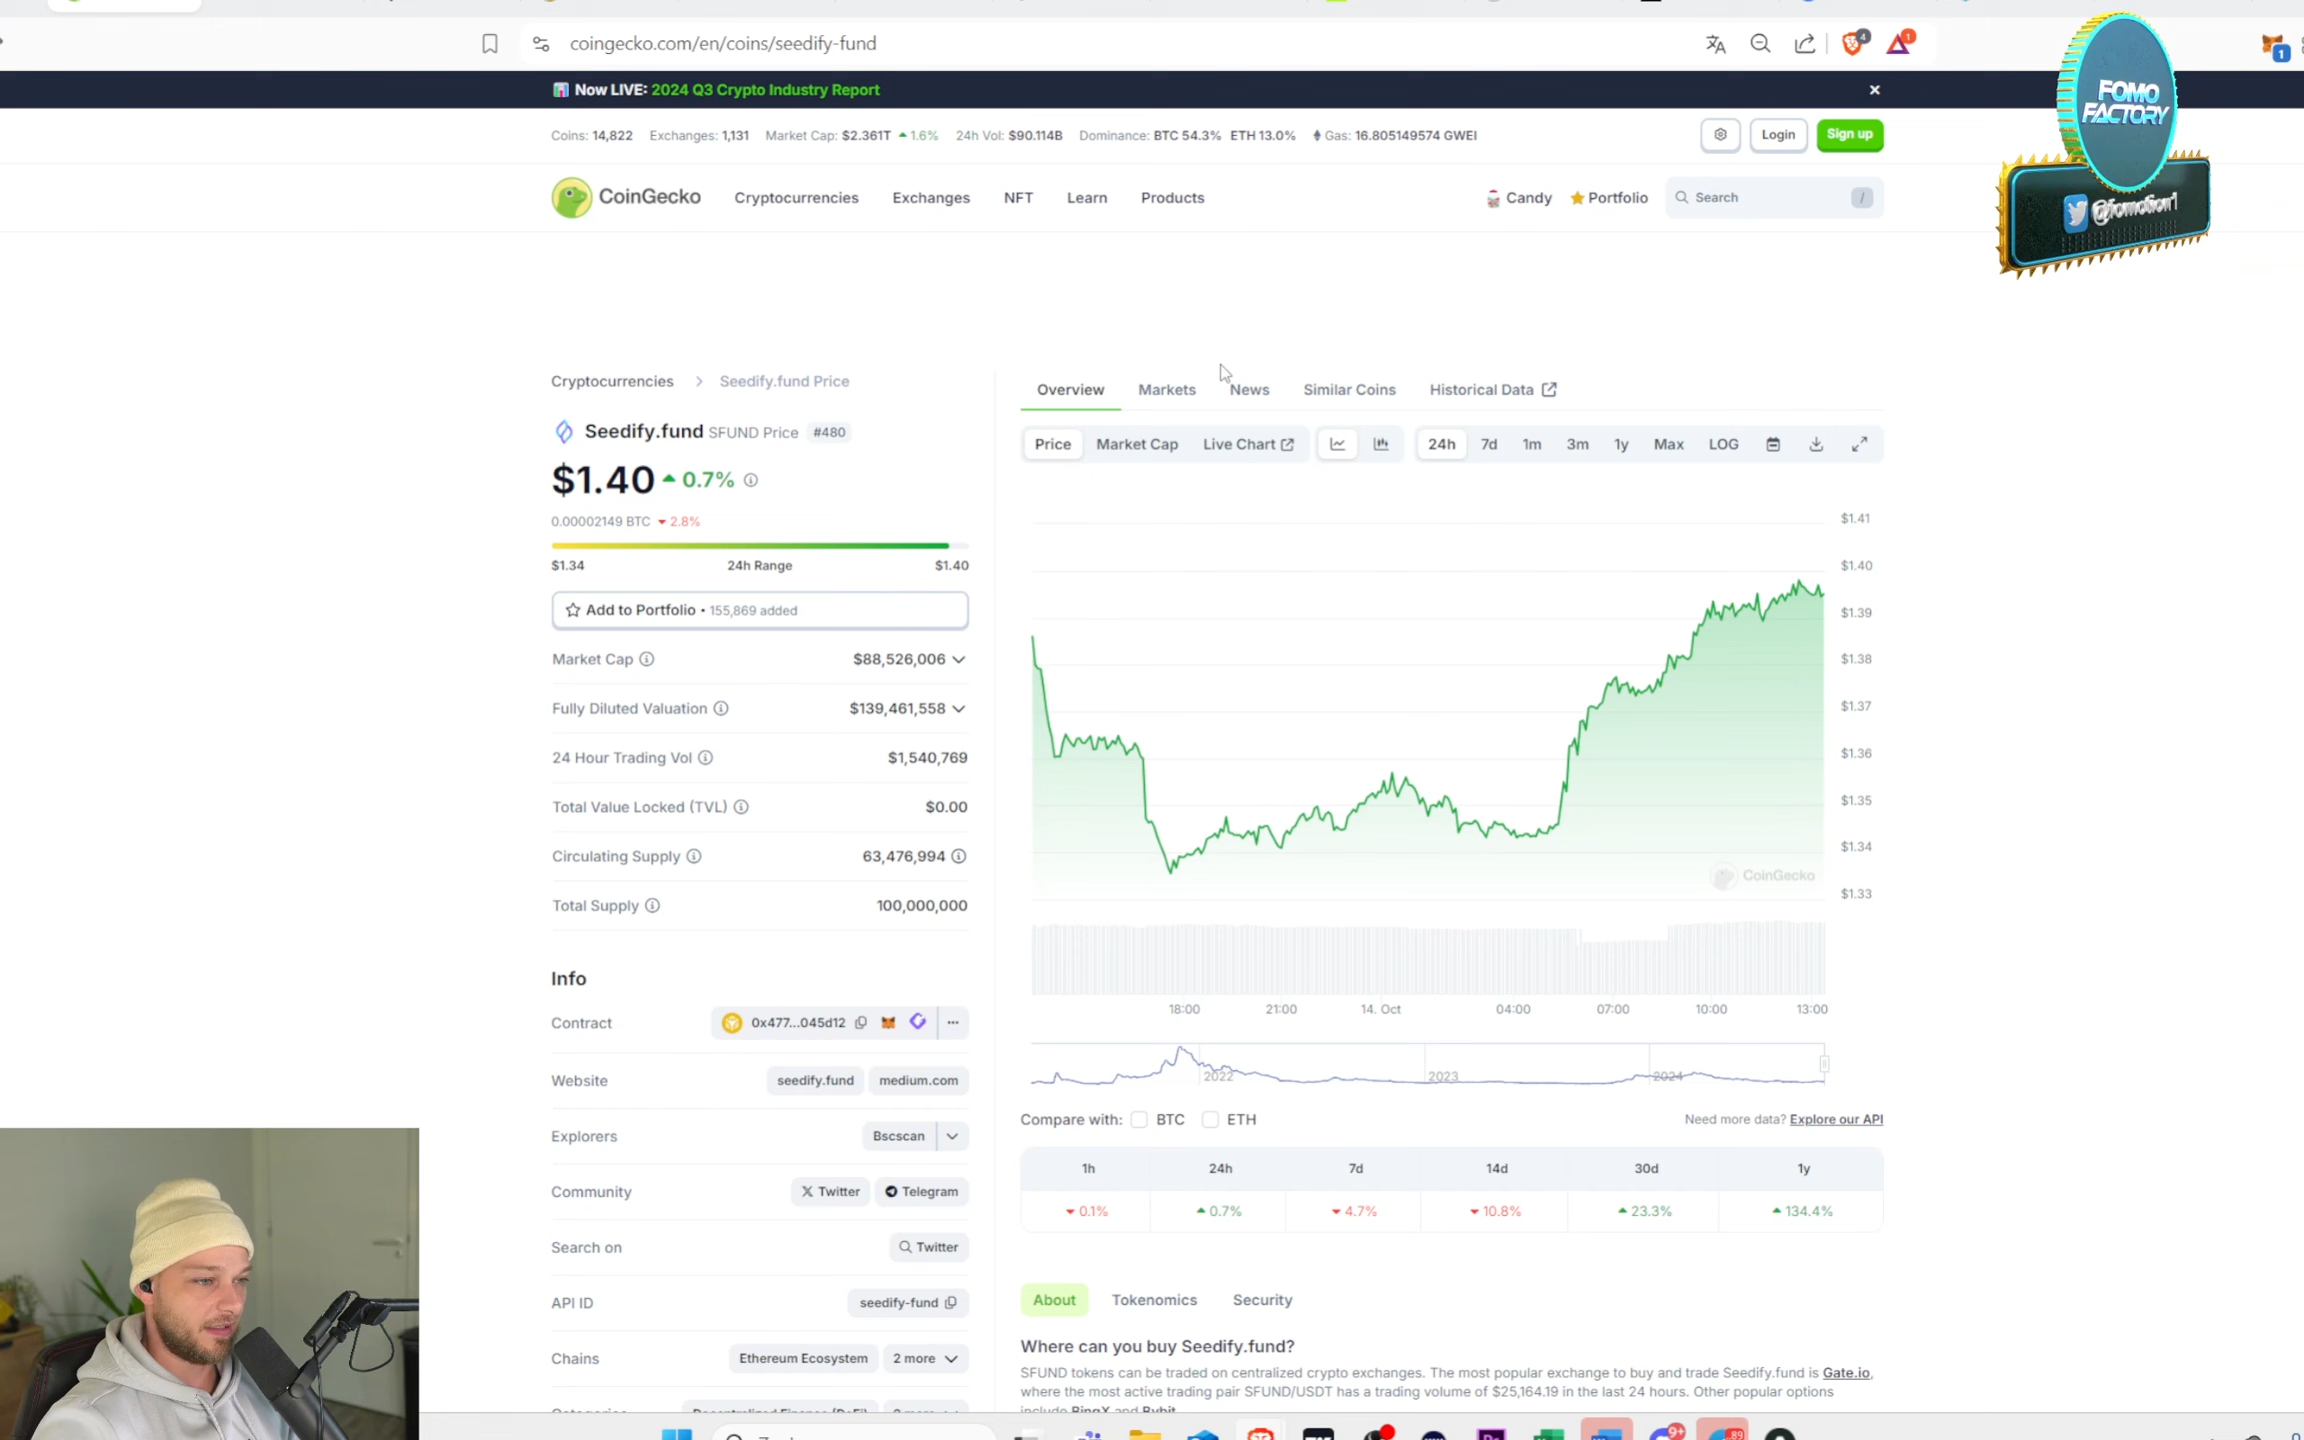 coingecko.com/en/coins/seedify-fund
4
1
1
Now LIVE: 2024 Q3 Crypto Industry Report
FOMO
FACTORY
Coins: 14,822 Exchanges: 1,131 Market Cap: $2.361T 1.6% 24h Vol: $90.114B Dominance: BTC 54.3% ETH 13.0% Gas: 16.805149574 GWEI
Login Sign up
CoinGecko Cryptocurrencies Exchanges NFT Learn Products Candy Portfolio Search /
Cryptocurrencies > Seedify.fund Price
Overview Markets News Similar Coins Historical Data
Seedify.fund SFUND Price #480
Price Market Cap Live Chart 24h 7d 1m 3m 1y Max LOG
$1.40 0.7%
0.00002149 BTC 2.8%
$1.34 24h Range $1.40
Add to Portfolio • 155,869 added
Market Cap $88,526,006
Fully Diluted Valuation $139,461,558
24 Hour Trading Vol $1,540,769
Total Value Locked (TVL) $0.00
Circulating Supply 63,476,994
Total Supply 100,000,000
$1.41
$1.40
$1.39
$1.38
$1.37
$1.36
$1.35
$1.34
$1.33
CoinGecko
18:00 21:00 14. Oct 04:00 07:00 10:00 13:00
2022 2023 2024
Info
Contract 0x477...045d12
Website seedify.fund medium.com
Explorers Bscscan
Community Twitter Telegram
Search on Twitter
API ID seedify-fund
Chains Ethereum Ecosystem 2 more
Compare with: BTC ETH
Need more data? Explore our API
1h 24h 7d 14d 30d 1y
0.1% 0.7% 4.7% 10.8% 23.3% 134.4%
About Tokenomics Security
Where can you buy Seedify.fund?
SFUND tokens can be traded on centralized crypto exchanges. The most popular exchange to buy and trade Seedify.fund is Gate.io,
where the most active trading pair SFUND/USDT has a trading volume of $25,164.19 in the last 24 hours. Other popular options
include BingX and Bybit.
9+
89